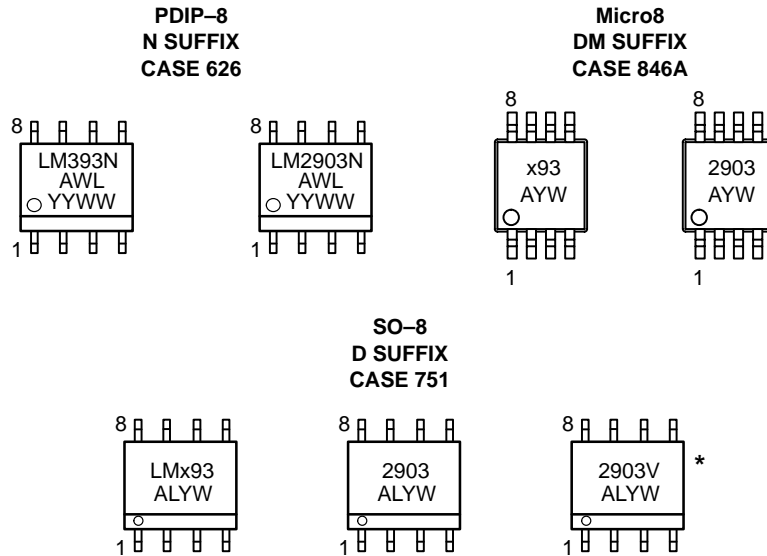 PDIP–8
N SUFFIX
CASE 626
Micro8
DM SUFFIX
CASE 846A
8
LM393N
AWL
YYWW
1
8
LM2903N
AWL
YYWW
1
8
x93
AYW
1
8
2903
AYW
1
SO–8
D SUFFIX
CASE 751
8
LMx93
ALYW
1
8
2903
ALYW
1
8
2903V
ALYW
1
*